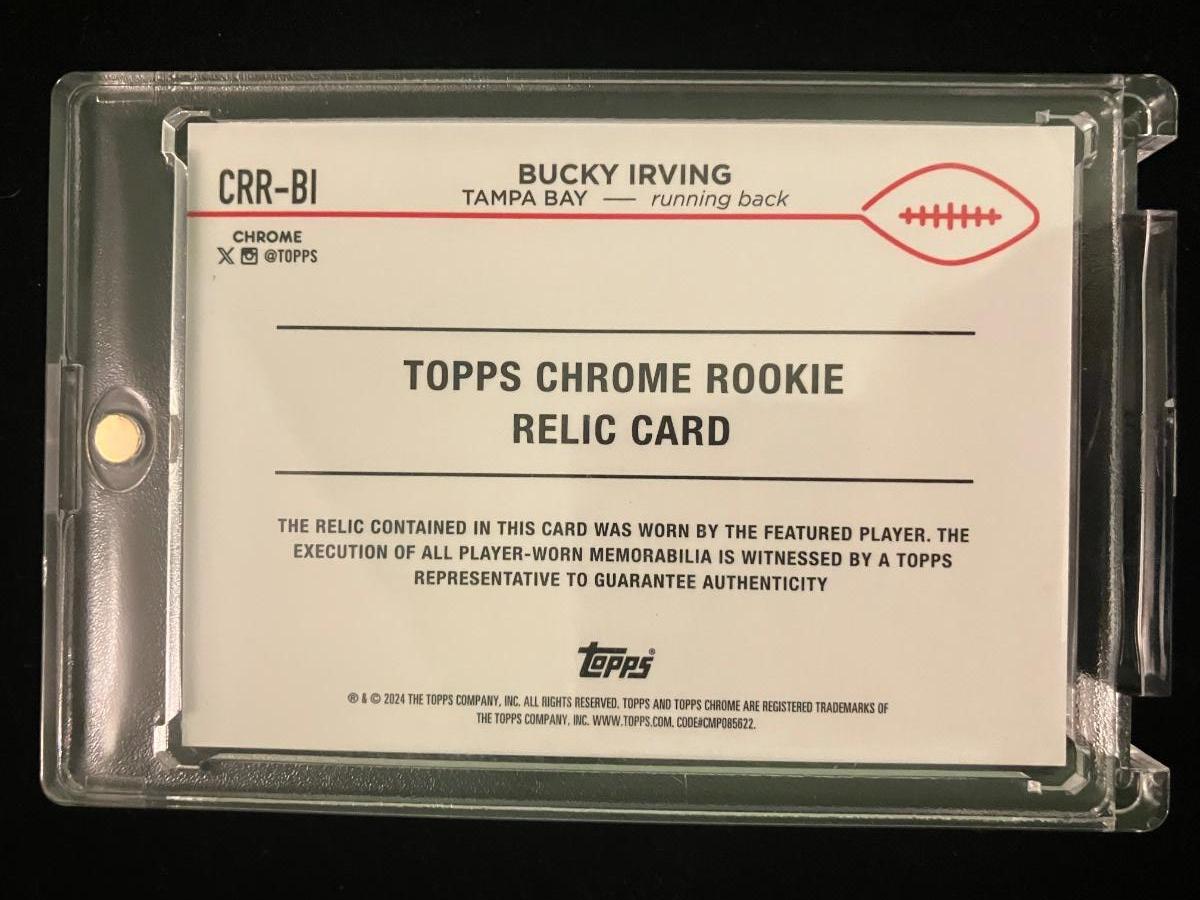 CRR-BI
BUCKY IRVING
TAMPA BAY — running back
CHROME
@TOPPS
TOPPS CHROME ROOKIE
RELIC CARD
THE RELIC CONTAINED IN THIS CARD WAS WORN BY THE FEATURED PLAYER. THE
EXECUTION OF ALL PLAYER-WORN MEMORABILIA IS WITNESSED BY A TOPPS
REPRESENTATIVE TO GUARANTEE AUTHENTICITY
topps®
® & © 2024 THE TOPPS COMPANY, INC. ALL RIGHTS RESERVED. TOPPS AND TOPPS CHROME ARE REGISTERED TRADEMARKS OF
THE TOPPS COMPANY, INC. WWW.TOPPS.COM. CODE#CMP085622.